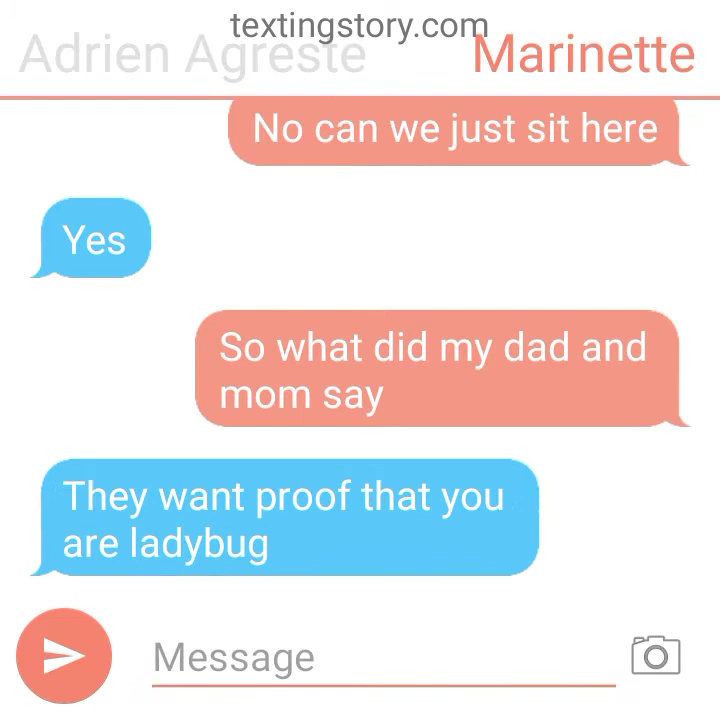 textingstory.com
Adrien Agreste Marinette
No can we just sit here
Yes
So what did my dad and
mom say
They want proof that you
are ladybug
Message